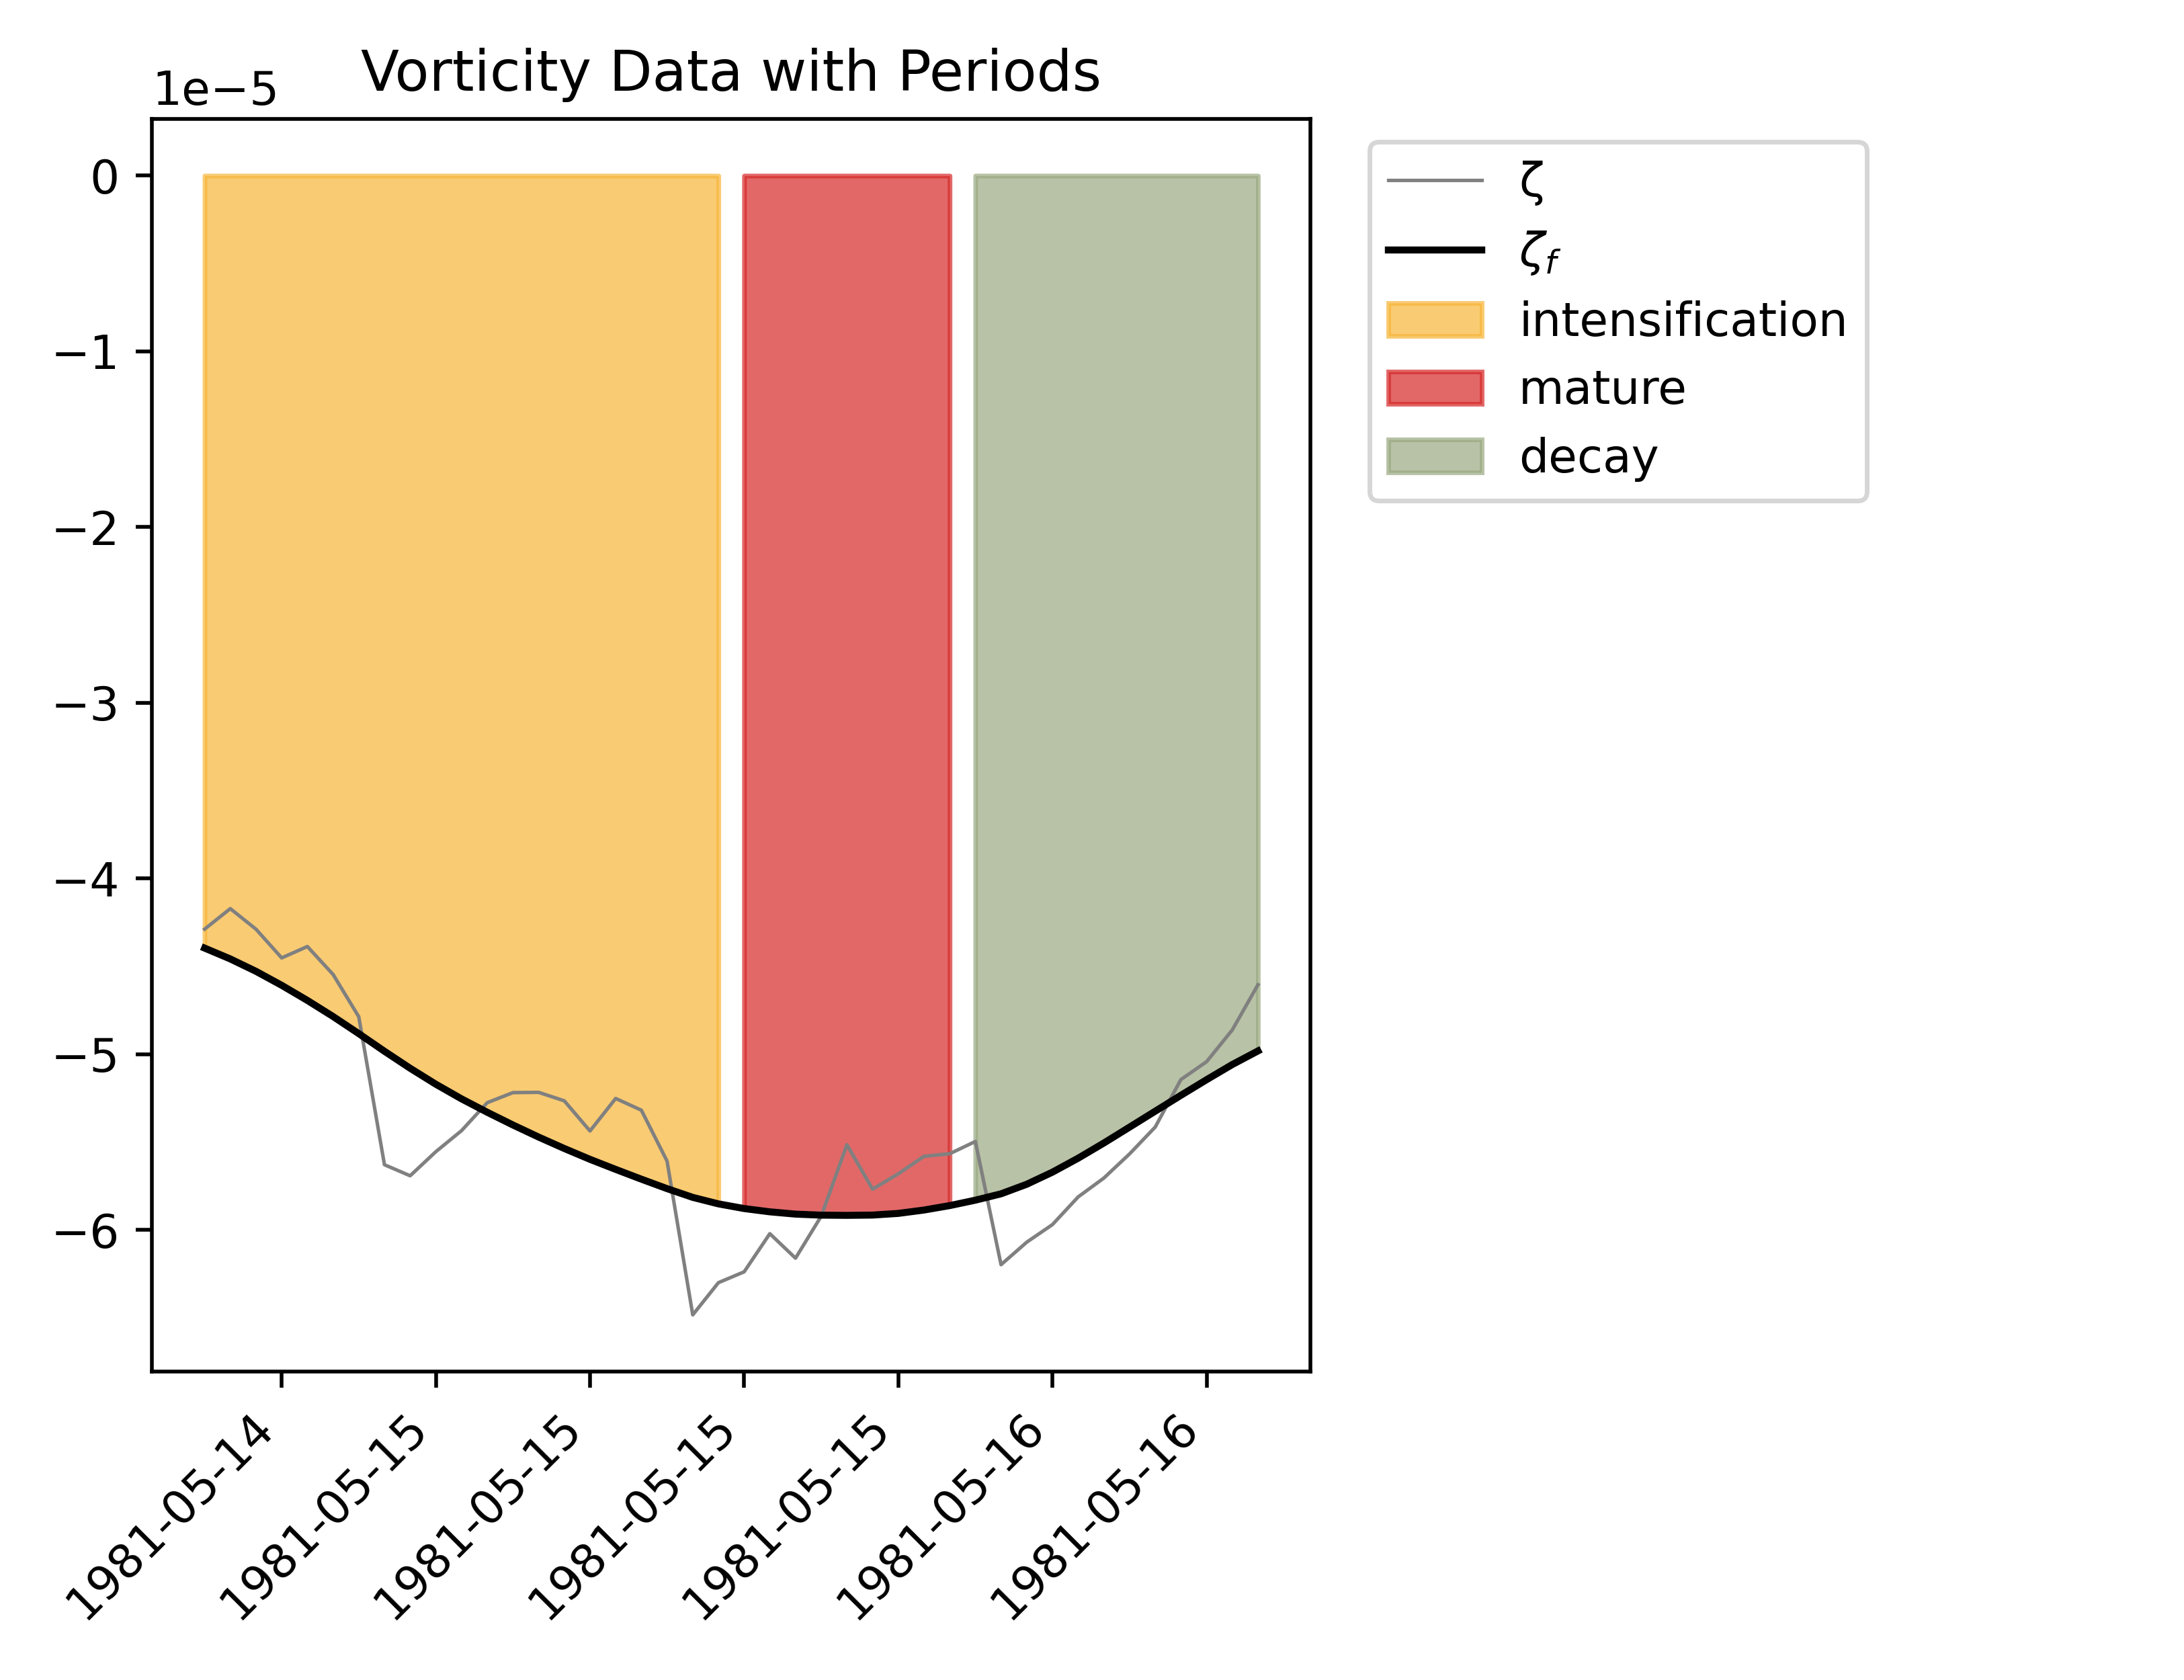 Vorticity Data with Periods
1e−5
0
−1
−2
−3
−4
−5
−6
1981-05-14
1981-05-15
1981-05-15
1981-05-15
1981-05-15
1981-05-16
1981-05-16
ζ
ζf
intensification
mature
decay